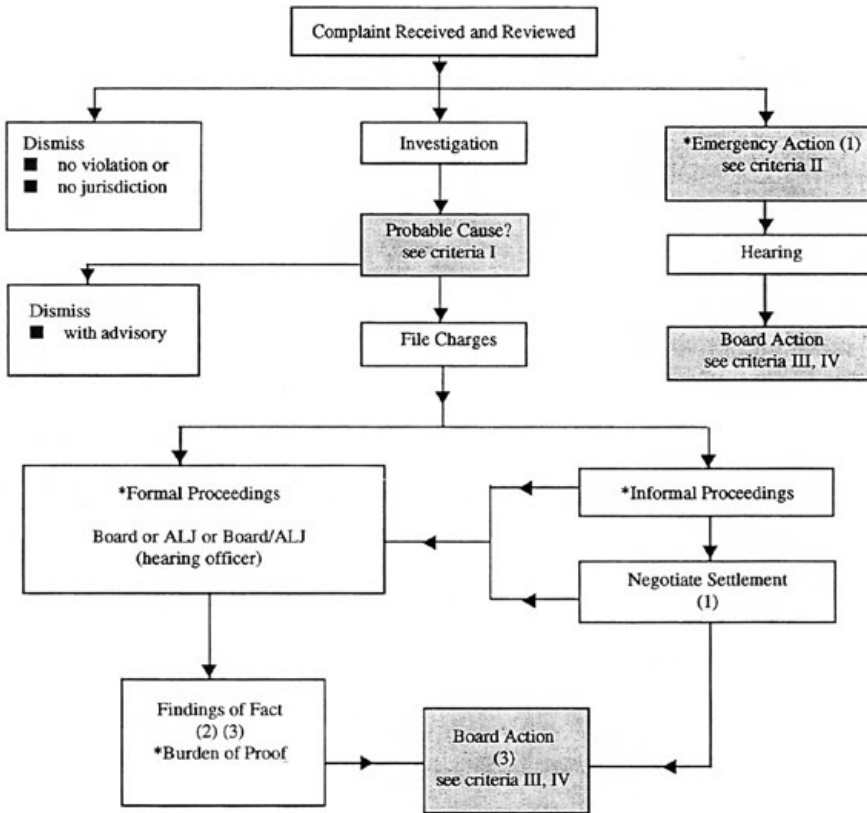 Complaint Received and Reviewed
Dismiss
■ no violation or
■ no jurisdiction
Investigation
*Emergency Action (1)
see criteria II
Probable Cause?
see criteria I
Hearing
Dismiss
■ with advisory
File Charges
Board Action
see criteria III, IV
*Formal Proceedings
Board or ALJ or Board/ALJ
(hearing officer)
*Informal Proceedings
Negotiate Settlement
(1)
Findings of Fact
(2) (3)
*Burden of Proof
Board Action
(3)
see criteria III, IV